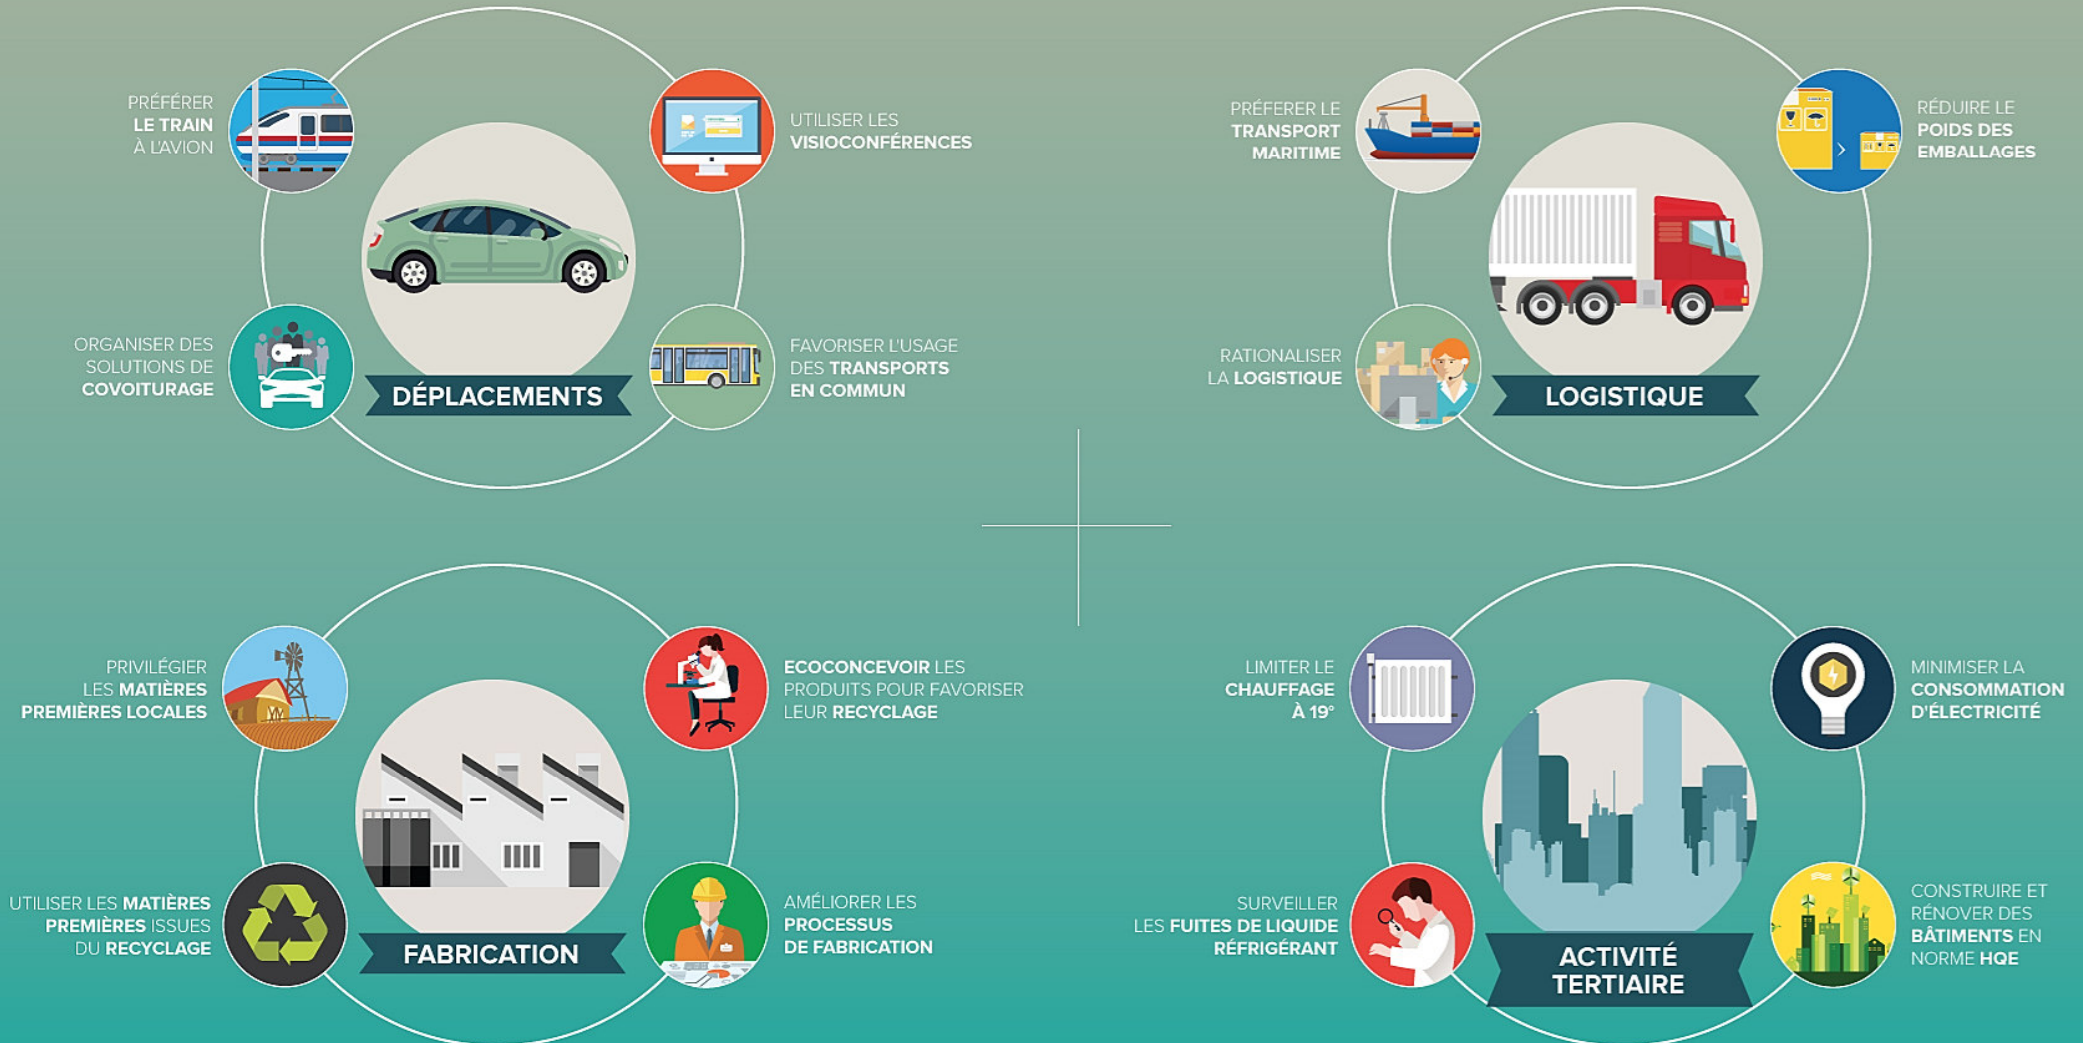 PRÉFÉRER
LE TRAIN
À L'AVION
UTILISER LES
VISIOCONFÉRENCES
ORGANISER DES
SOLUTIONS DE
COVOITURAGE
FAVORISER L'USAGE
DES TRANSPORTS
EN COMMUN
DÉPLACEMENTS
PRÉFERER LE
TRANSPORT
MARITIME
RÉDUIRE LE
POIDS DES
EMBALLAGES
RATIONALISER
LA LOGISTIQUE
LOGISTIQUE
PRIVILÉGIER
LES MATIÈRES
PREMIÈRES LOCALES
ECOCONCEVOIR LES
PRODUITS POUR FAVORISER
LEUR RECYCLAGE
UTILISER LES MATIÈRES
PREMIÈRES ISSUES
DU RECYCLAGE
AMÉLIORER LES
PROCESSUS
DE FABRICATION
FABRICATION
LIMITER LE
CHAUFFAGE
À 19°
MINIMISER LA
CONSOMMATION
D'ÉLECTRICITÉ
SURVEILLER
LES FUITES DE LIQUIDE
RÉFRIGÉRANT
CONSTRUIRE ET
RÉNOVER DES
BÂTIMENTS EN
NORME HQE
ACTIVITÉ
TERTIAIRE